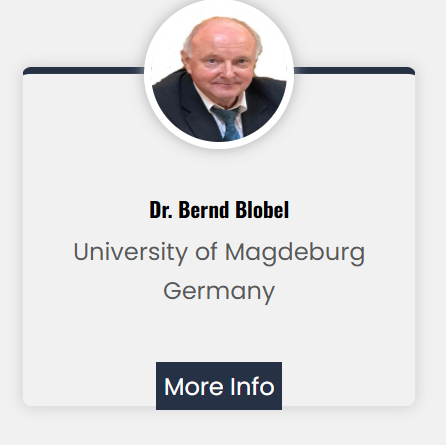 Dr. Bernd Blobel
University of Magdeburg
Germany
More Info